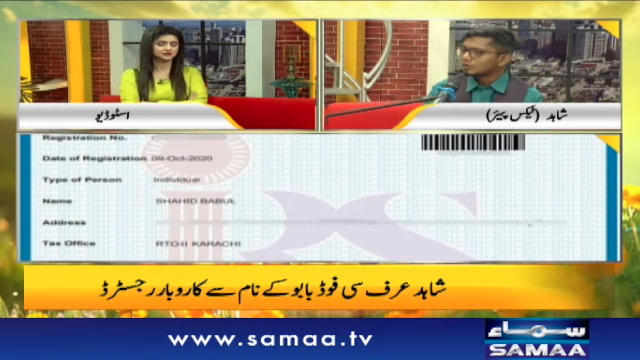 اسٹوڈیو
شاہد (ٹیکس پیئر)
Registration No.
Date of Registration 09-Oct-2020
Type of Person Individual
Name SHAHID BABUL
Address
Tax Office RTO-II KARACHI
شاہد عرف سی فوڈ بابو کے نام سے کاروبار رجسٹرڈ
www.samaa.tv
سماء
SAMAA